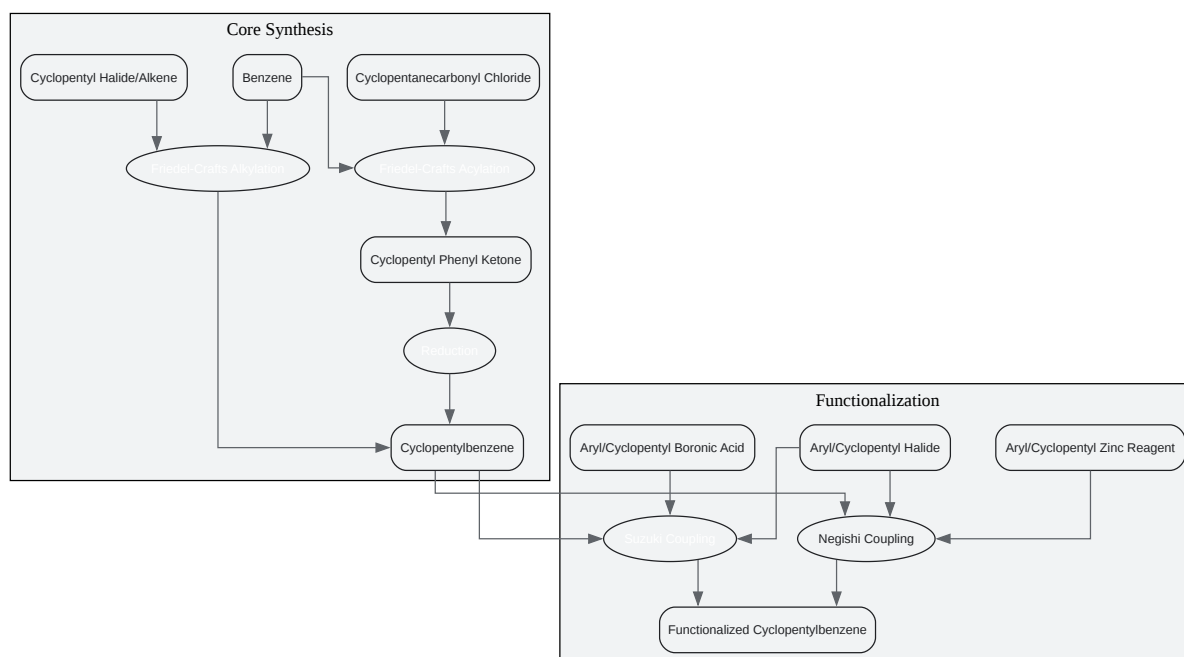 Core Synthesis
Cyclopentyl Halide/Alkene
Benzene
Cyclopentanecarbonyl Chloride
Friedel-Crafts Alkylation
Friedel-Crafts Acylation
Cyclopentyl Phenyl Ketone
Reduction
Cyclopentylbenzene
Functionalization
Aryl/Cyclopentyl Boronic Acid
Aryl/Cyclopentyl Halide
Aryl/Cyclopentyl Zinc Reagent
Suzuki Coupling
Negishi Coupling
Functionalized Cyclopentylbenzene